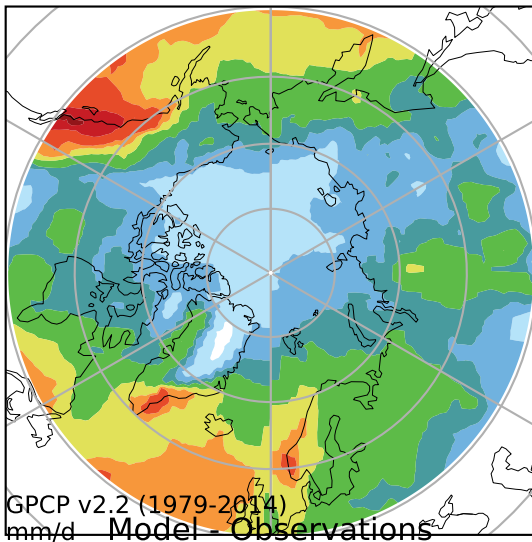 GPCP v2.2 (1979-2014)
mm/d Model - Observations